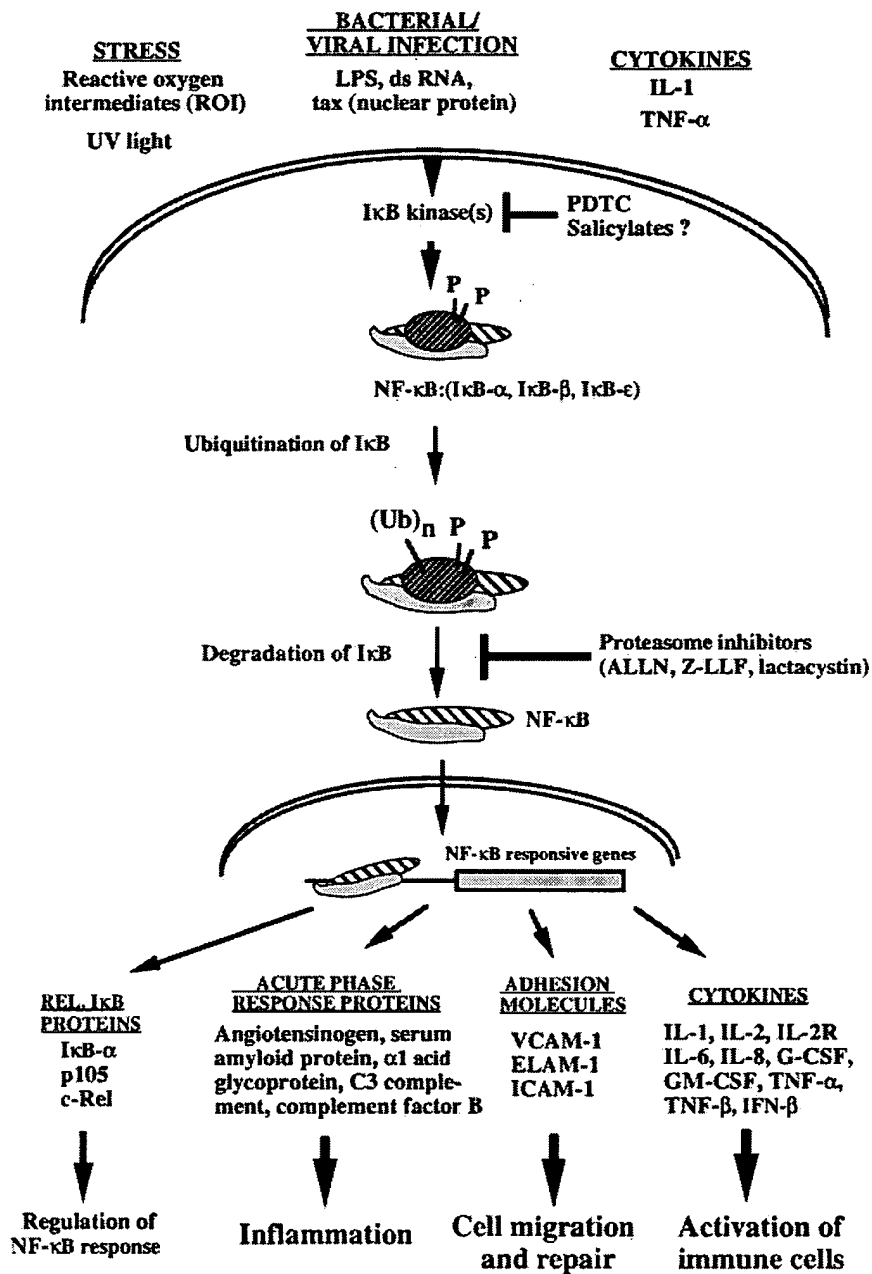 STRESS
Reactive oxygen
intermediates (ROI)
UV light
BACTERIAL/
VIRAL INFECTION
LPS, ds RNA,
tax (nuclear protein)
CYTOKINES
IL-1
TNF-α
IκB kinase(s)
PDTC
Salicylates ?
P
P
NF-κB:(IκB-α, IκB-β, IκB-ε)
Ubiquitination of IκB
(Ub)n P
P
Degradation of IκB
Proteasome inhibitors
(ALLN, Z-LLF, lactacystin)
NF-κB
NF-κB responsive genes
REL, IκB
PROTEINS
IκB-α
p105
c-Rel
Regulation of
NF-κB response
ACUTE PHASE
RESPONSE PROTEINS
Angiotensinogen, serum
amyloid protein, α1 acid
glycoprotein, C3 comple-
ment, complement factor B
Inflammation
ADHESION
MOLECULES
VCAM-1
ELAM-1
ICAM-1
Cell migration
and repair
CYTOKINES
IL-1, IL-2, IL-2R
IL-6, IL-8, G-CSF,
GM-CSF, TNF-α,
TNF-β, IFN-β
Activation of
immune cells